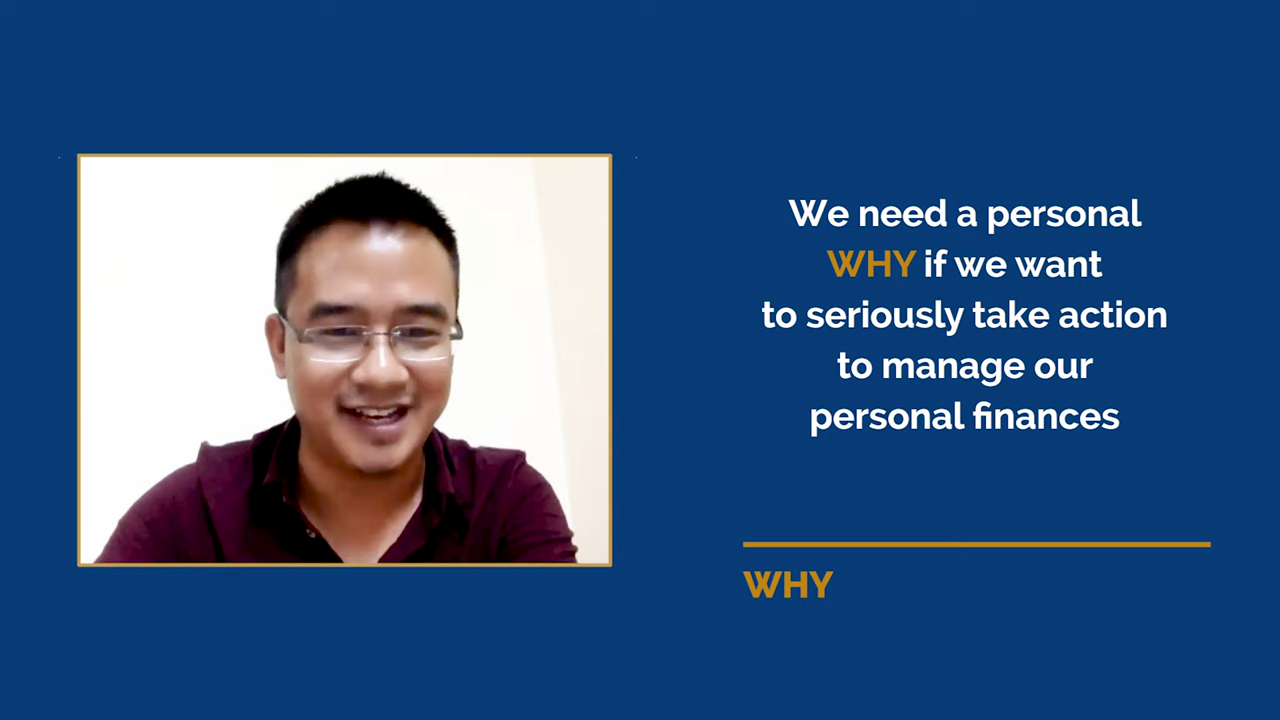 We need a personal
WHY if we want
to seriously take action
to manage our
personal finances
WHY